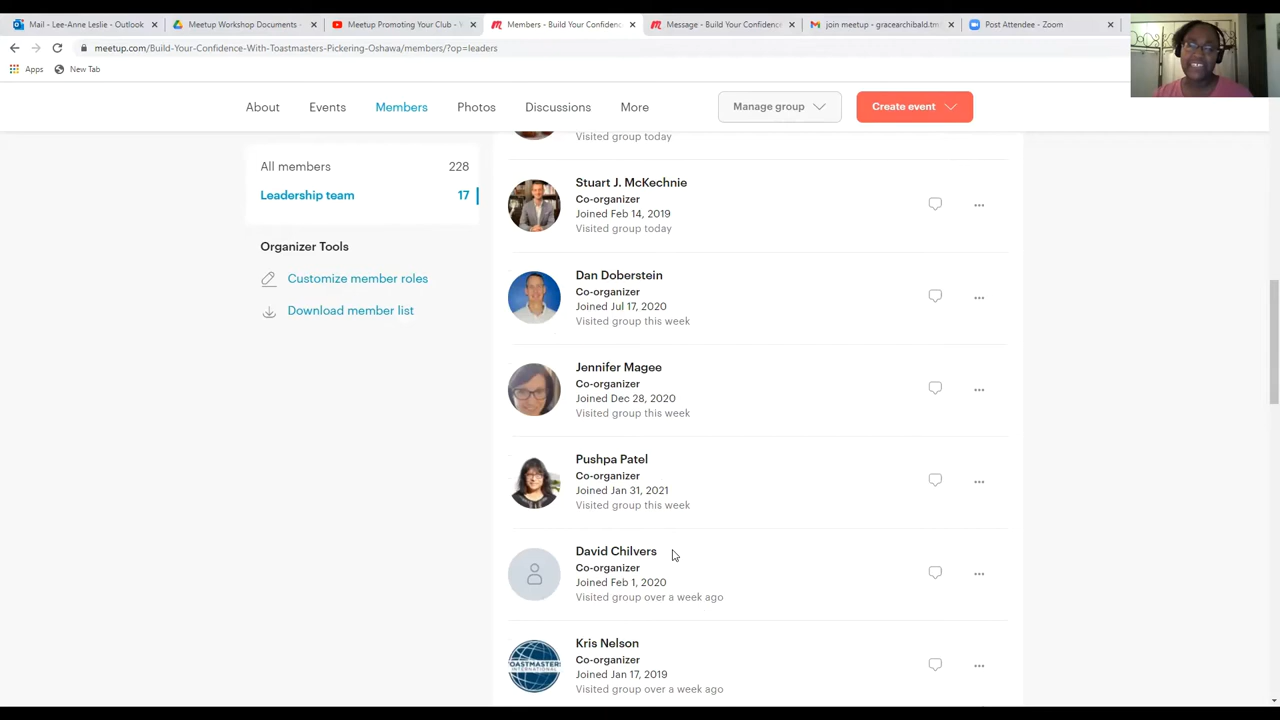 Mail - Lee-Anne Leslie - Outlook
Meetup Workshop Documents -
Meetup Promoting Your Club -
Members - Build Your Confidenc
Message - Build Your Confidence
join meetup - gracearchibald.tm
Post Attendee - Zoom
meetup.com/Build-Your-Confidence-With-Toastmasters-Pickering-Oshawa/members/?op=leaders
Apps
New Tab
About
Events
Members
Photos
Discussions
More
Manage group
Create event
Visited group today
All members 228
Leadership team 17
Organizer Tools
Customize member roles
Download member list
Stuart J. McKechnie
Co-organizer
Joined Feb 14, 2019
Visited group today
Dan Doberstein
Co-organizer
Joined Jul 17, 2020
Visited group this week
Jennifer Magee
Co-organizer
Joined Dec 28, 2020
Visited group this week
Pushpa Patel
Co-organizer
Joined Jan 31, 2021
Visited group this week
David Chilvers
Co-organizer
Joined Feb 1, 2020
Visited group over a week ago
TOASTMASTERS
INTERNATIONAL
Kris Nelson
Co-organizer
Joined Jan 17, 2019
Visited group over a week ago